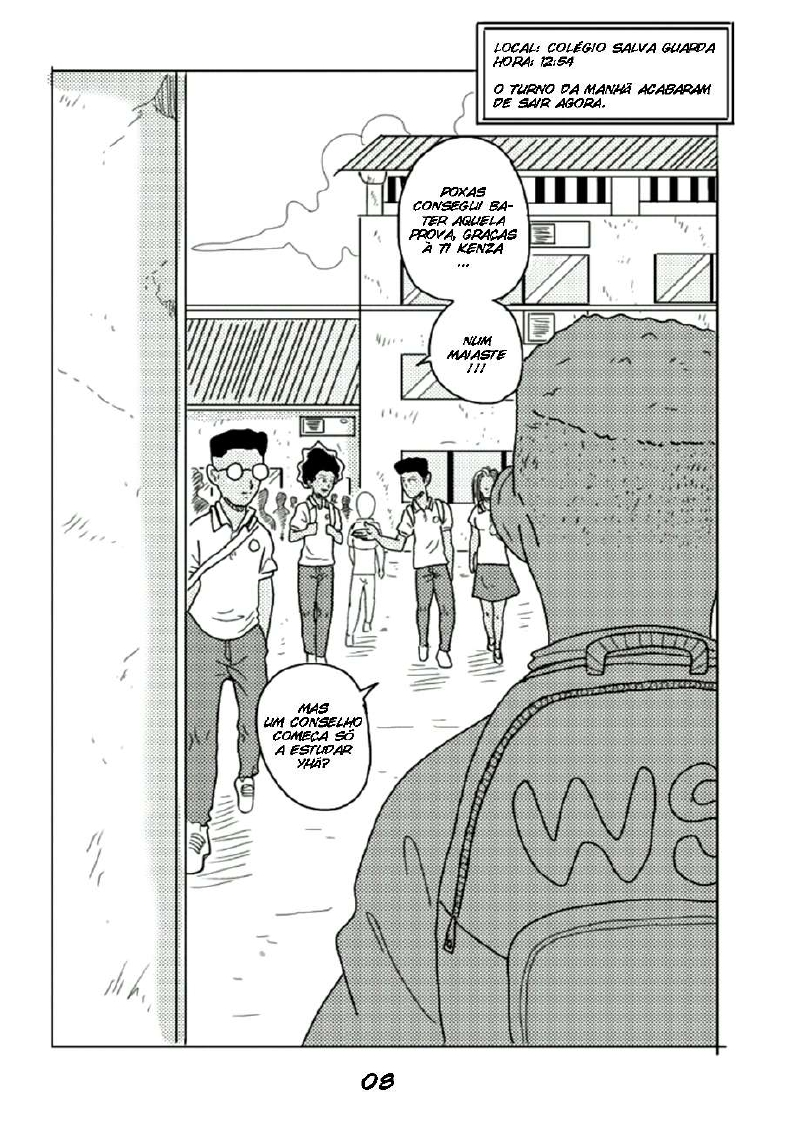 LOCAL: COLÉGIO SALVA GUARDA
HORA: 12:54
O TURNO DA MANHÃ ACABARAM
DE SAIR AGORA.
POXAS
CONSEGUI BA-
TER AQUELA
PROVA, GRAÇAS
À TI KENZA
...
NUM
MAIASTE
!!!
MAS
UM CONSELHO
COMEÇA SÓ
A ESTUDAR
YHÁ?
WS
08